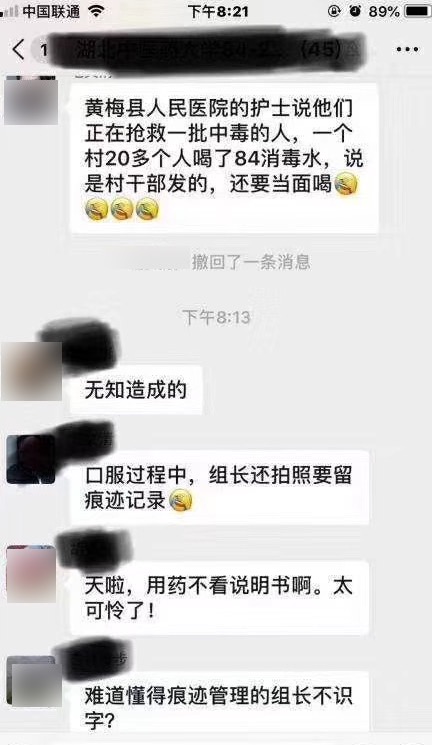 中国联通
下午8:21
89%
1
(45)
黄梅县人民医院的护士说他们
正在抢救一批中毒的人，一个
村20多个人喝了84消毒水，说
是村干部发的，还要当面喝
撤回了一条消息
下午8:13
无知造成的
口服过程中，组长还拍照要留
痕迹记录
天啦，用药不看说明书啊。太
可怜了！
难道懂得痕迹管理的组长不识
字？